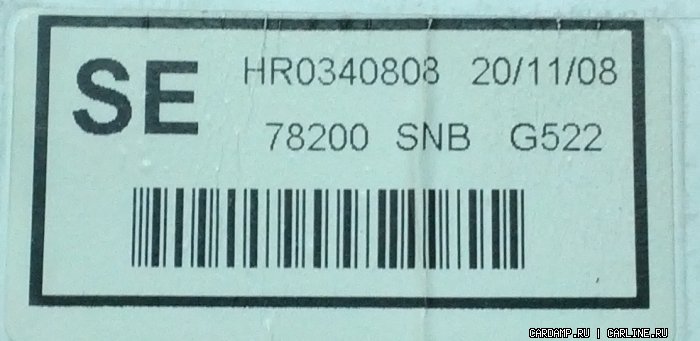 SE
HR0340808 20/11/08
78200 SNB G522
CARDAMP.RU | CARLINE.RU